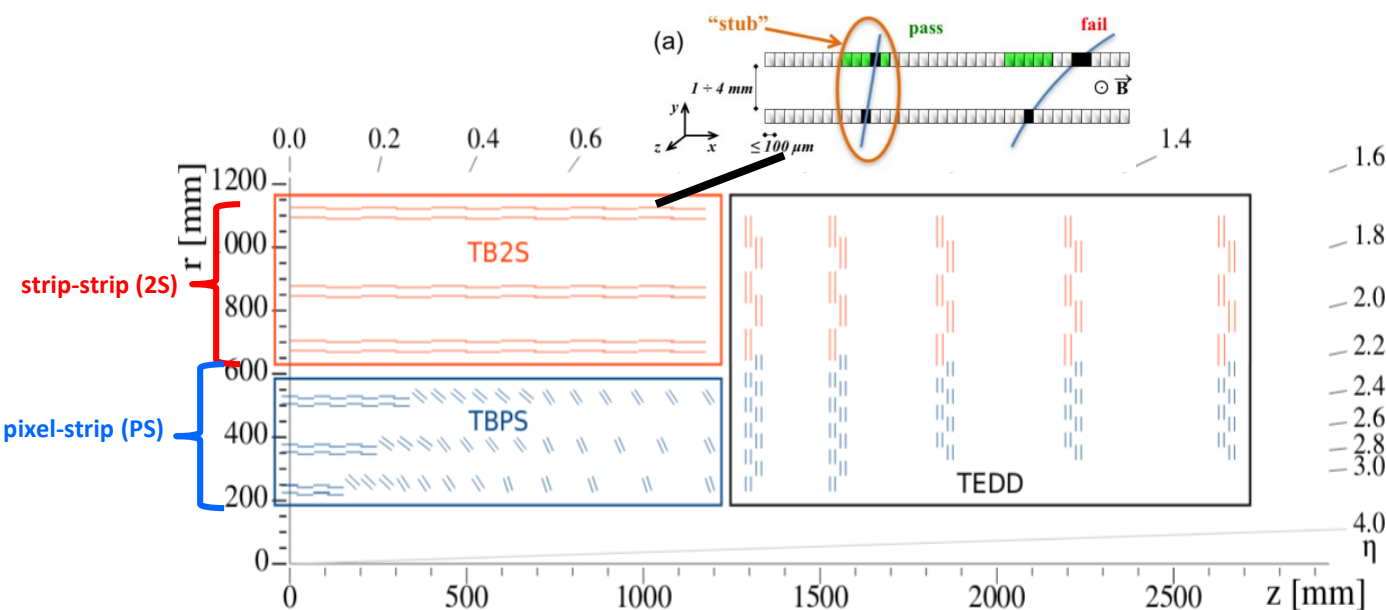 “stub”
pass
fail
(a)
1 ÷ 4 mm
⊙ B
y
z
x
≤ 100 μm
0.0
0.2
0.4
0.6
1.4
1.6
1.8
2.0
2.2
2.4
2.6
2.8
3.0
4.0
η
r [mm]
1200
1000
800
600
400
200
0
strip-strip (2S)
pixel-strip (PS)
TB2S
TBPS
TEDD
0
500
1000
1500
2000
2500
z [mm]